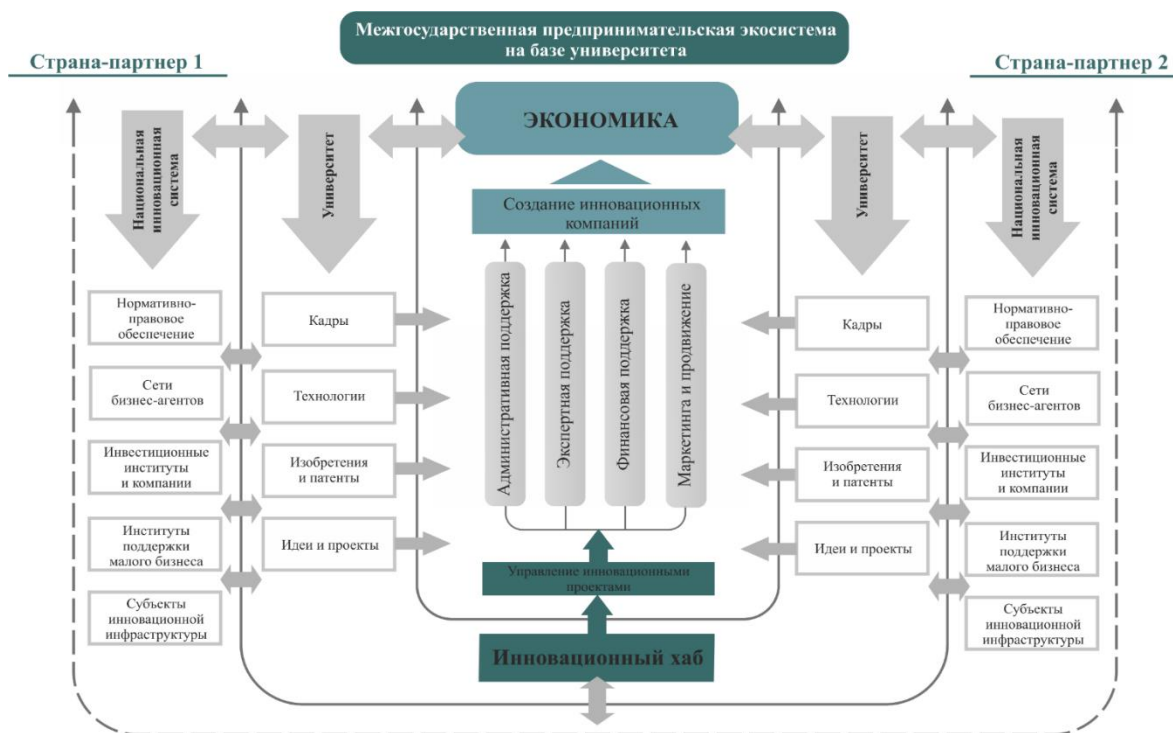 Межгосударственная предпринимательская экосистема
на базе университета
Страна-партнер 1
Страна-партнер 2
ЭКОНОМИКА
Национальная
инновационная
система
Университет
Университет
Национальная
инновационная
система
Создание инновационных
компаний
Нормативно-
правовое
обеспечение
Сети
бизнес-агентов
Инвестиционные
институты
и компании
Институты
поддержки
малого бизнеса
Субъекты
инновационной
инфраструктуры
Кадры
Технологии
Изобретения
и патенты
Идеи и проекты
Административная поддержка
Экспертная поддержка
Финансовая поддержка
Маркетинга и продвижение
Кадры
Технологии
Изобретения
и патенты
Идеи и проекты
Нормативно-
правовое
обеспечение
Сети
бизнес-агентов
Инвестиционные
институты
и компании
Институты
поддержки
малого бизнеса
Субъекты
инновационной
инфраструктуры
Управление инновационными
проектами
Инновационный хаб